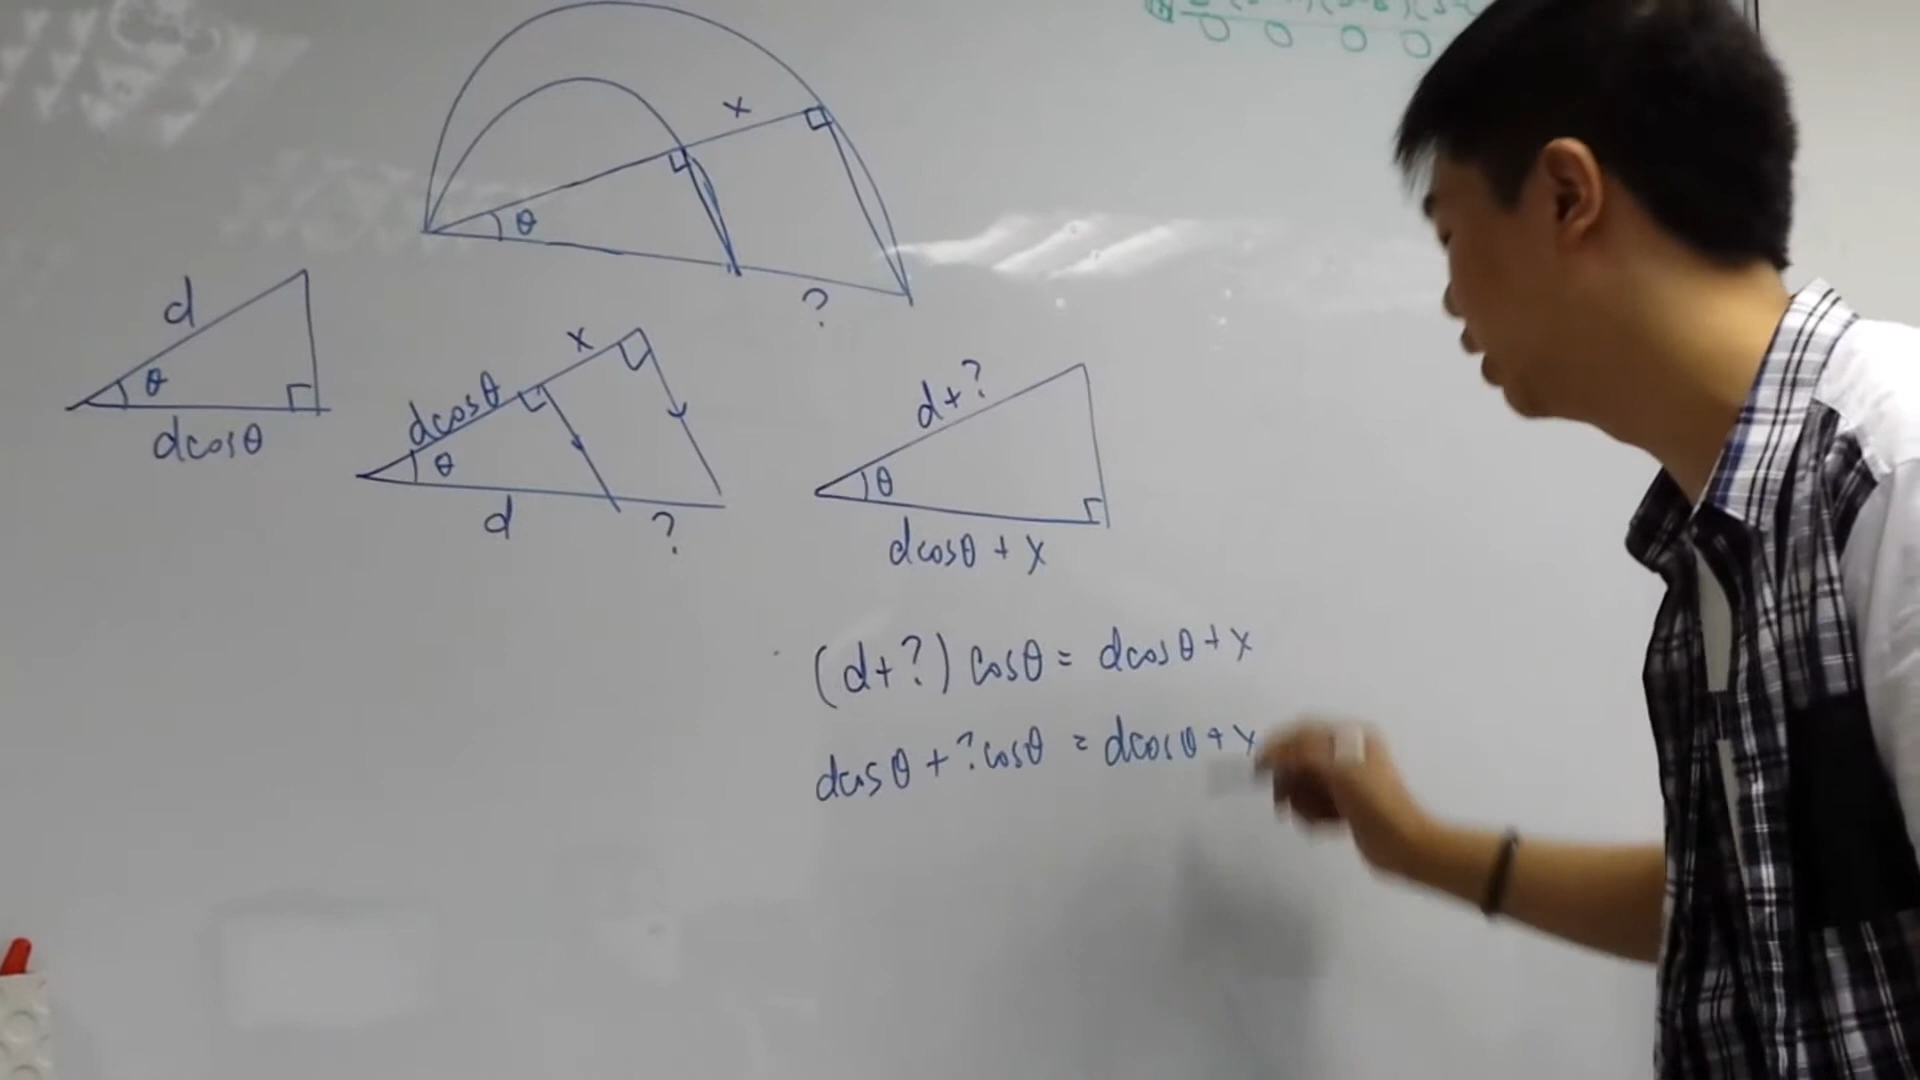 x
θ
?
d
θ
dcosθ
x
dcosθ
θ
d
?
d+?
θ
dcosθ + x
(d+?) cosθ = dcosθ + x
dcosθ + ?cosθ = dcosθ + x